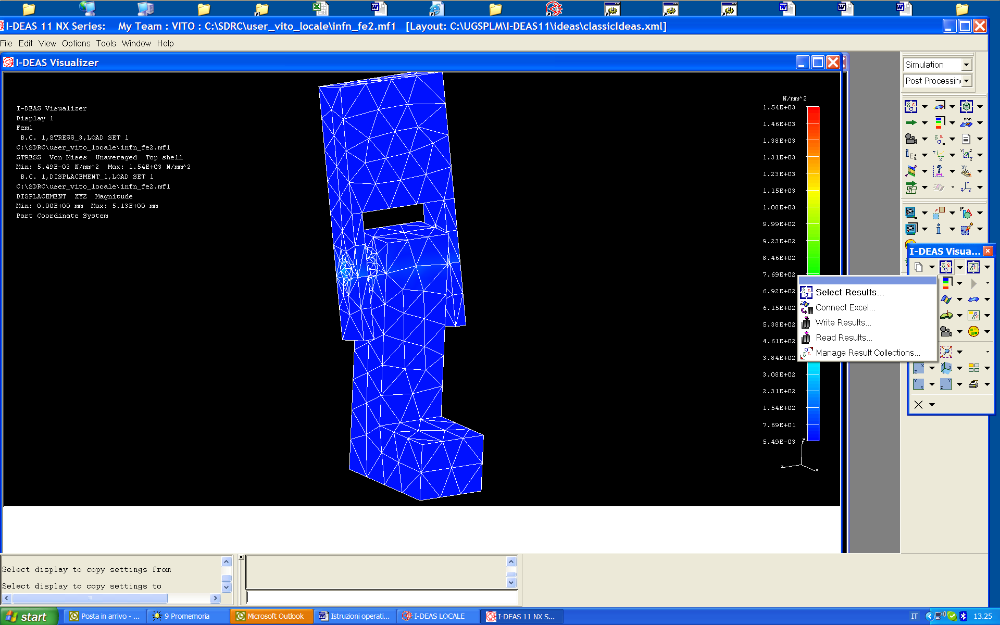 I-DEAS 11 NX Series:    My Team : VITO : C:\SDRC\user_vito_locale\infn_fe2.mf1   [Layout: C:\UGSPLM\I-DEAS11\ideas\classicIdeas.xml]
File  Edit  View  Options  Tools  Window  Help
I-DEAS Visualizer
Simulation
Post Processin
I-DEAS Visualizer
Display 1
Fem1
B.C. 1,STRESS_3,LOAD SET 1
C:\SDRC\user_vito_locale\infn_fe2.mf1
STRESS  Von Mises  Unaveraged  Top shell
Min: 5.49E-03 N/mm^2  Max: 1.54E+03 N/mm^2
B.C. 1,DISPLACEMENT_1,LOAD SET 1
C:\SDRC\user_vito_locale\infn_fe2.mf1
DISPLACEMENT  XYZ  Magnitude
Min: 0.00E+00 mm  Max: 5.13E+00 mm
Part Coordinate System
N/mm^2
1.54E+03
1.46E+03
1.38E+03
1.31E+03
1.23E+03
1.15E+03
1.08E+03
9.99E+02
9.23E+02
8.46E+02
7.69E+02
6.92E+02
6.15E+02
5.38E+02
4.61E+02
3.84E+02
3.08E+02
2.31E+02
1.54E+02
7.69E+01
5.49E-03
y
z
x
I-DEAS Visua...
Select Results...
Connect Excel...
Write Results...
Read Results...
Manage Result Collections...
Select display to copy settings from
Select display to copy settings to
start
Posta in arrivo - ...
9 Promemoria
Microsoft Outlook
Istruzioni operati...
I-DEAS LOCALE
I-DEAS 11 NX S...
IT
13.25